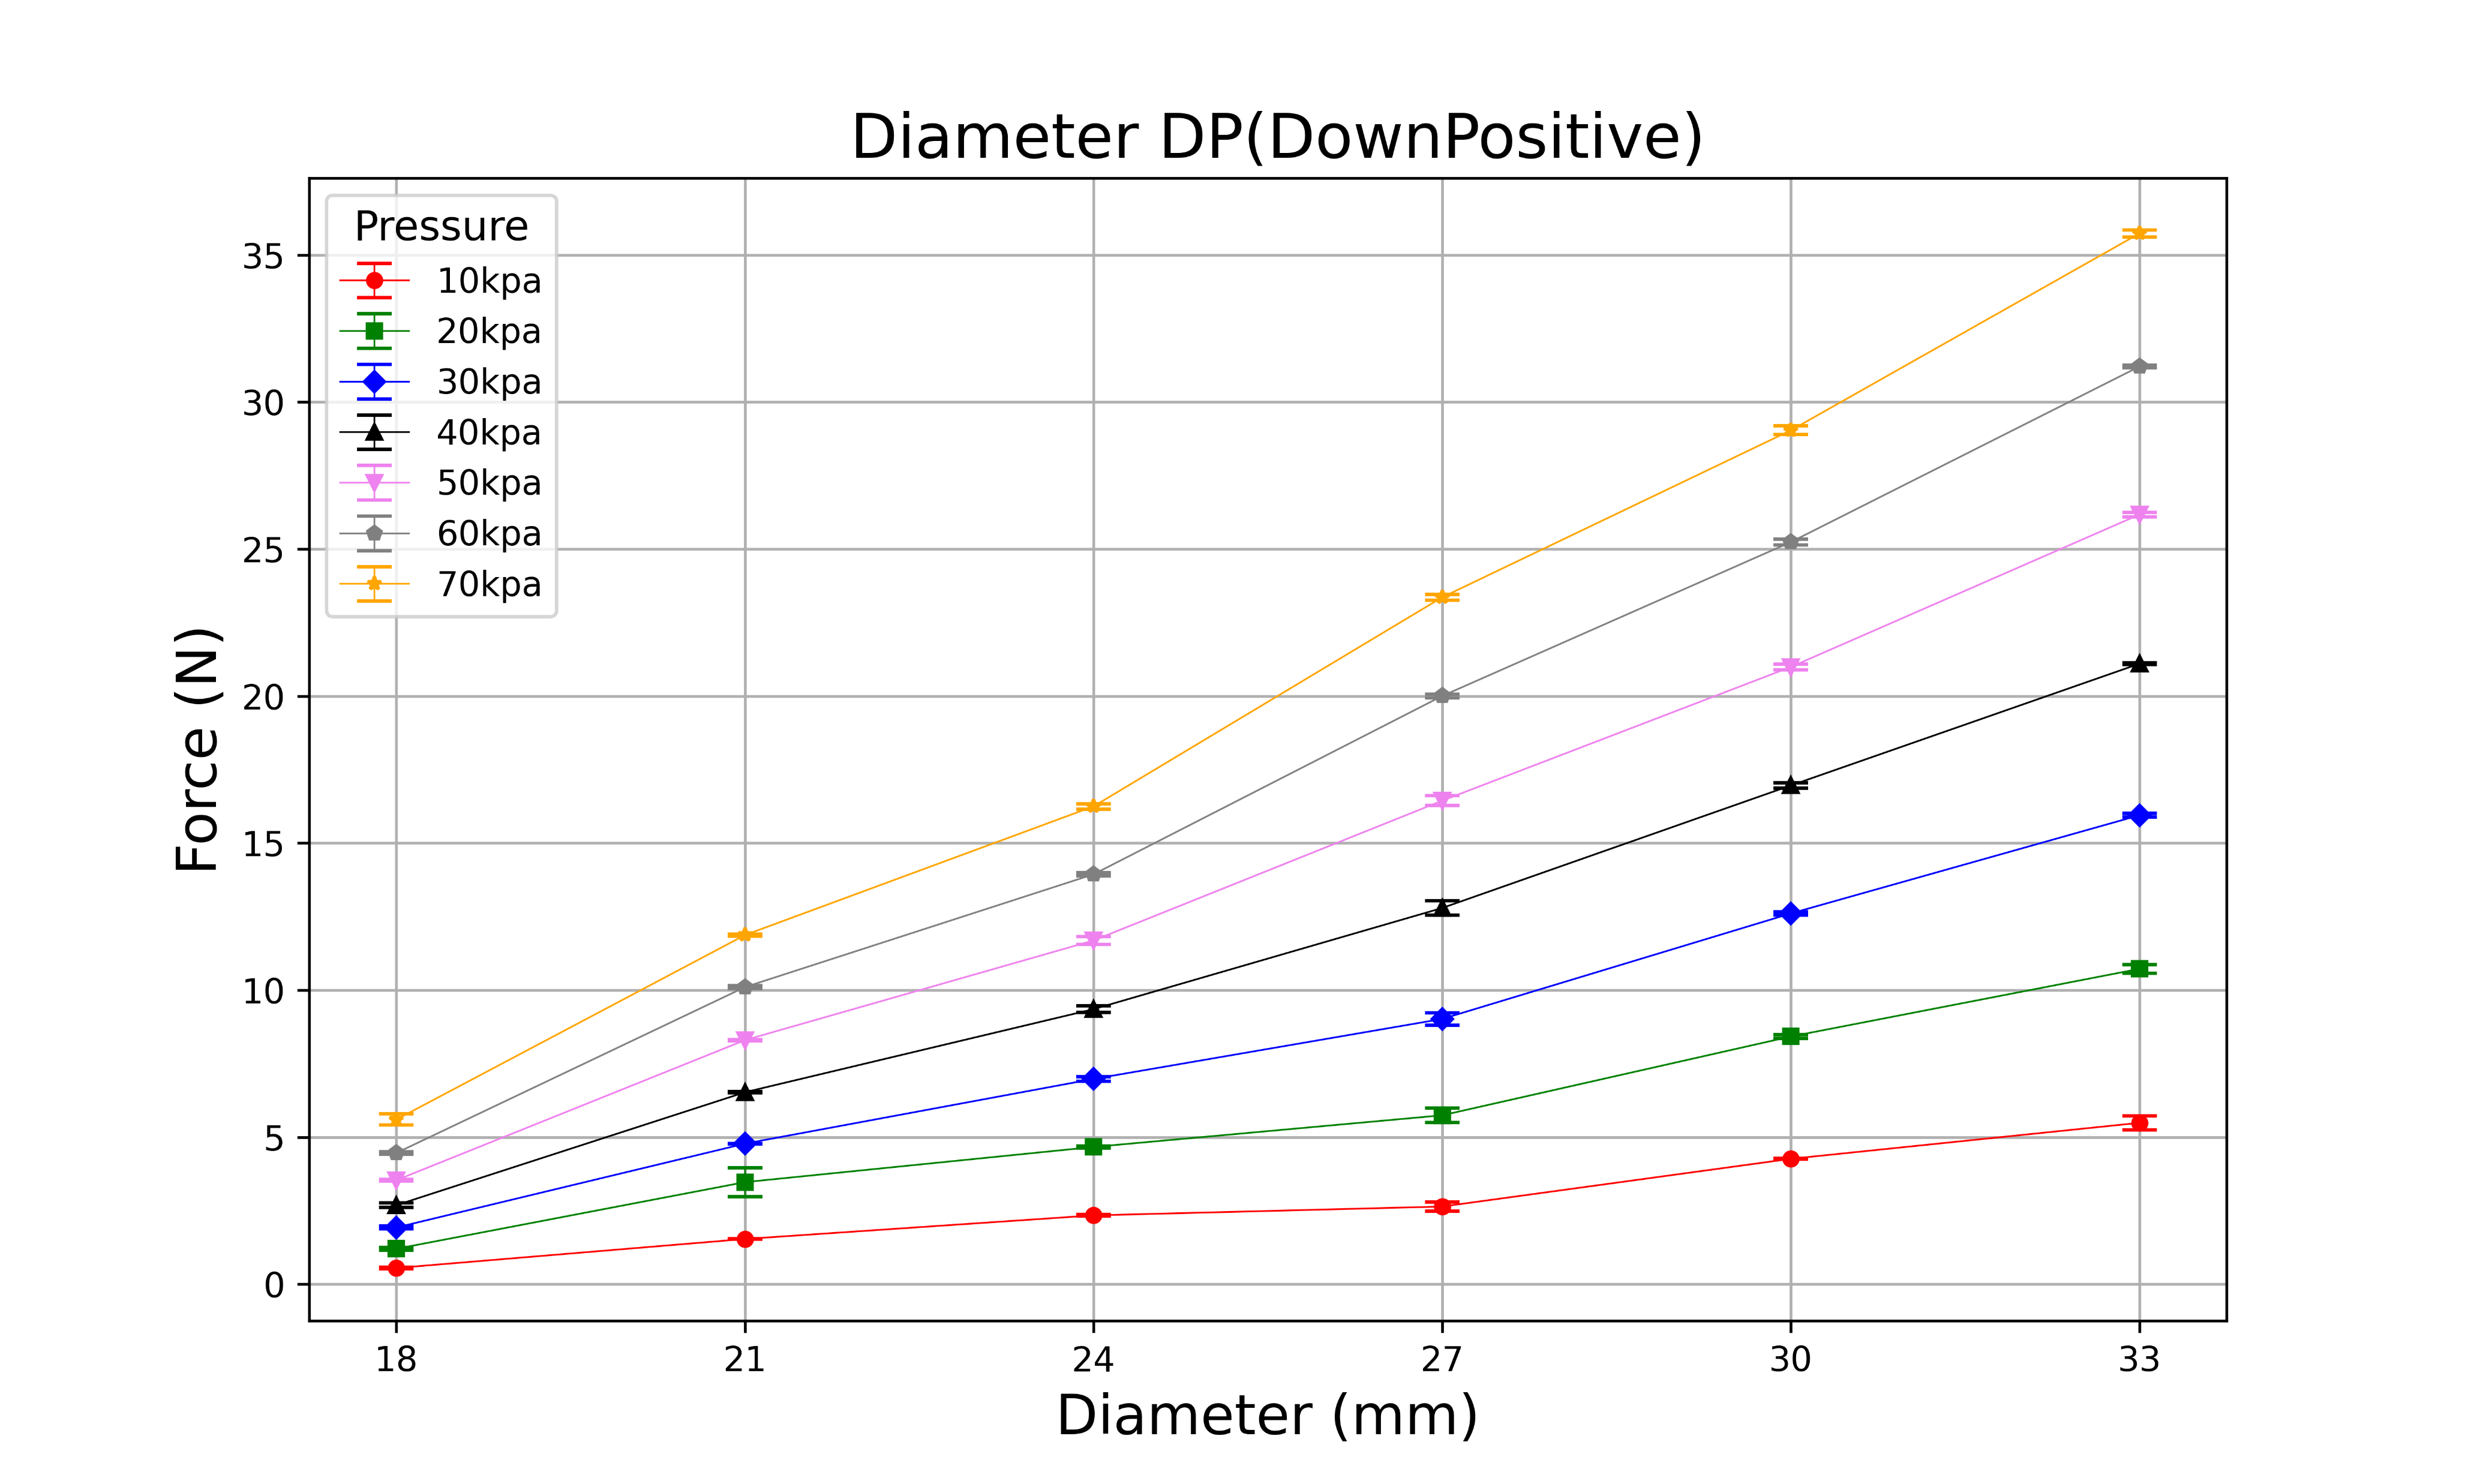 Diameter DP(DownPositive)
Pressure
10kpa
20kpa
30kpa
40kpa
50kpa
60kpa
70kpa
Force (N)
35
30
25
20
15
10
5
0
18 21 24 27 30 33
Diameter (mm)